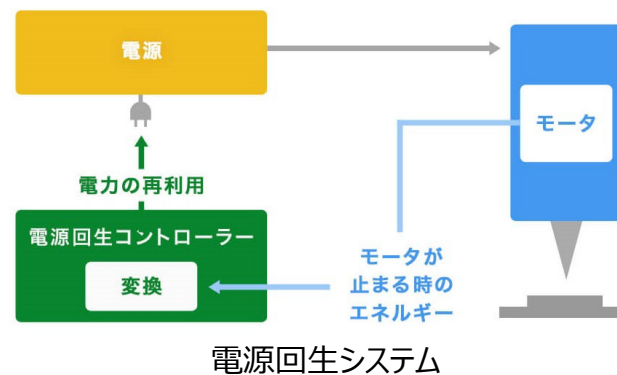 電源
モータ
電力の再利用
電源回生コントローラー
変換
モータが
止まる時の
エネルギー
電源回生システム